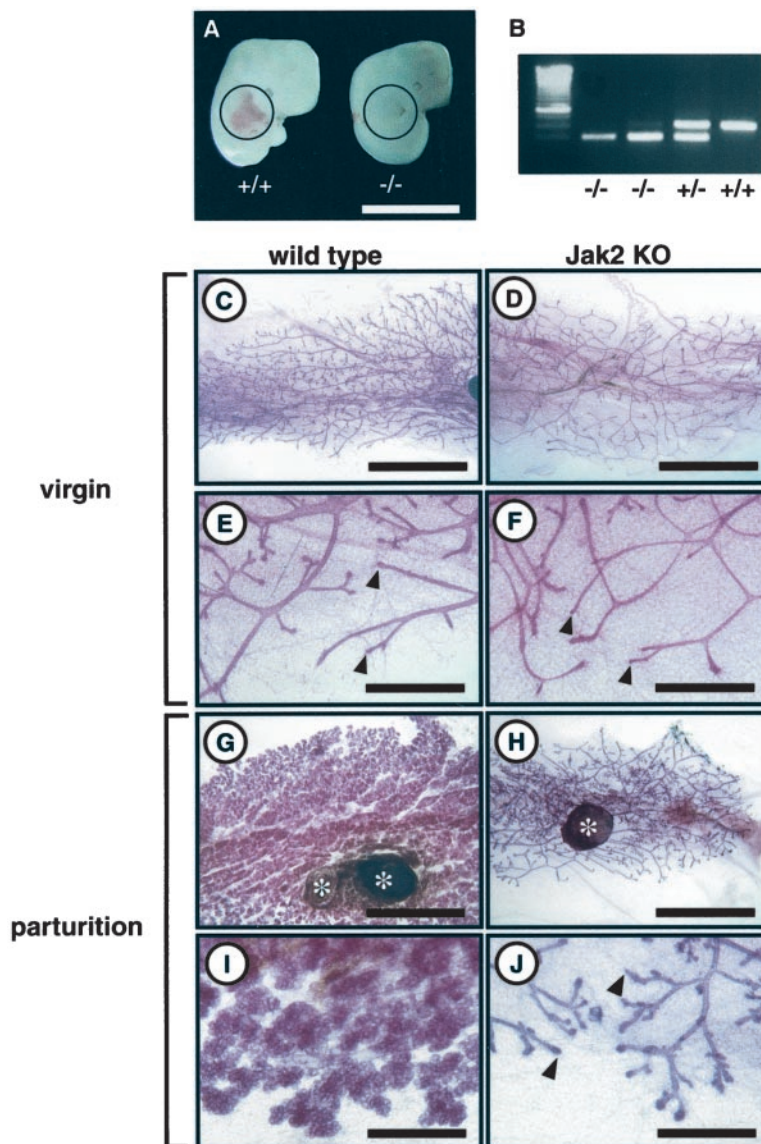 A
B
+/+
-/-
-/-
-/-
+/-
+/+
wild type
Jak2 KO
virgin
C
D
E
F
parturition
G
H
*
*
*
I
J